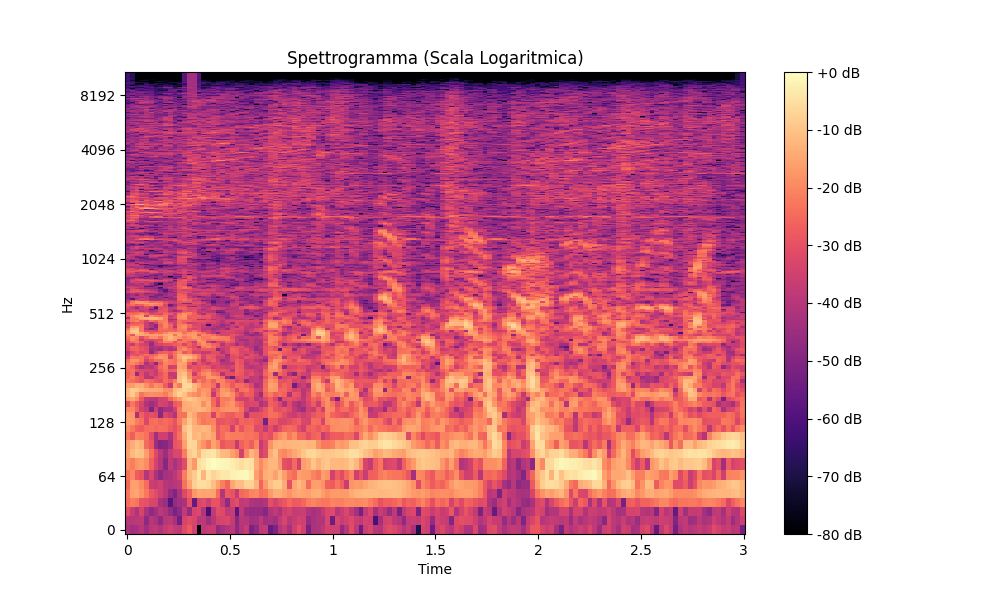 Spettrogramma (Scala Logaritmica)
Hz
8192
4096
2048
1024
512
256
128
64
0
0 0.5 1 1.5 2 2.5 3
Time
+0 dB
-10 dB
-20 dB
-30 dB
-40 dB
-50 dB
-60 dB
-70 dB
-80 dB